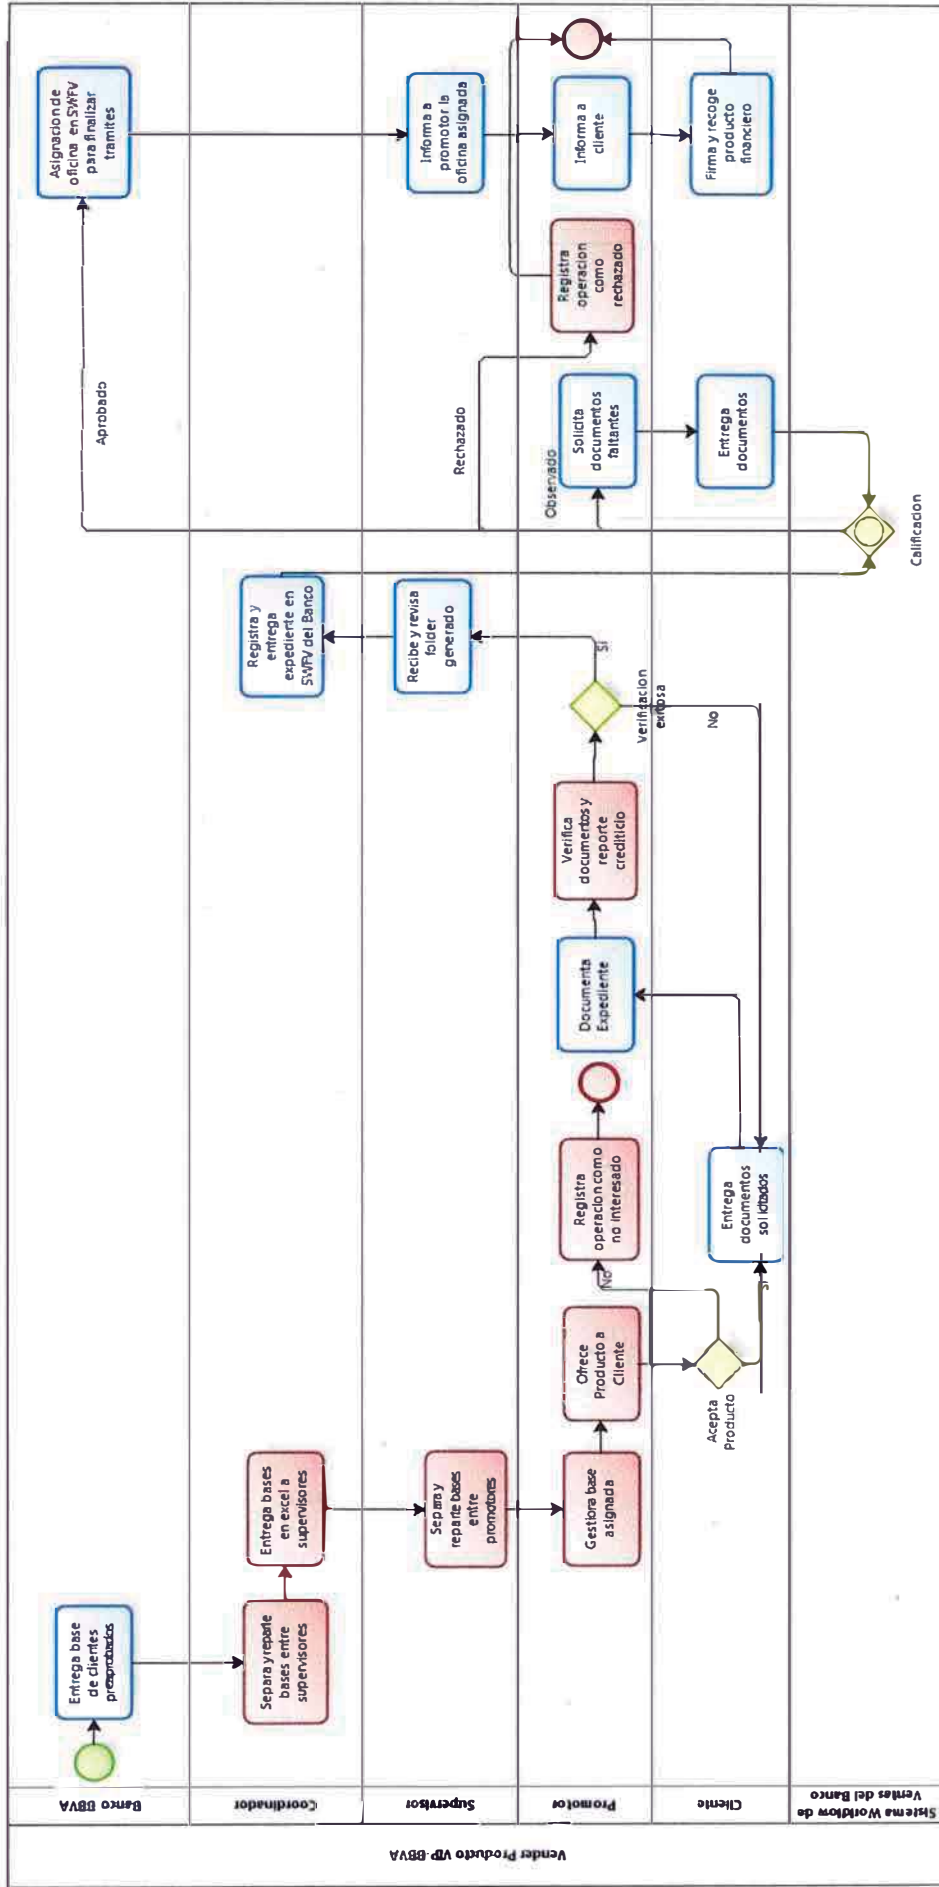 Vender Producto VIP-BBVA
Banco BBVA
Entrega base
de clientes
preaprobados
Asignacion de
oficina en SWFV
para finalizar
tramites
Aprobado
Coordinador
Separa y reparte
bases entre
supervisores
Entrega bases
en excel a
supervisores
Registra y
entrega
expediente en
SWFV del Banco
Supervisor
Separa y
reparte bases
entre
promotores
Recibe y revisa
folder
generado
Rechazado
Informa a
promotor la
oficina asignada
Promotor
Gestiona base
asignada
Ofrece
Producto a
Cliente
No
Registra
operacion como
no interesado
Documenta
Expediente
Verifica
documentos y
reporte
crediticio
Si
Verificacion
exitosa
Observado
Solicita
documentos
faltantes
Registra
operacion
como
rechazado
Informa a
cliente
Cliente
Acepta
Producto
Si
Entrega
documentos
solicitados
No
Entrega
documentos
Firma y recoge
producto
financiero
Sistema Workflow de
Ventas del Banco
Calificacion